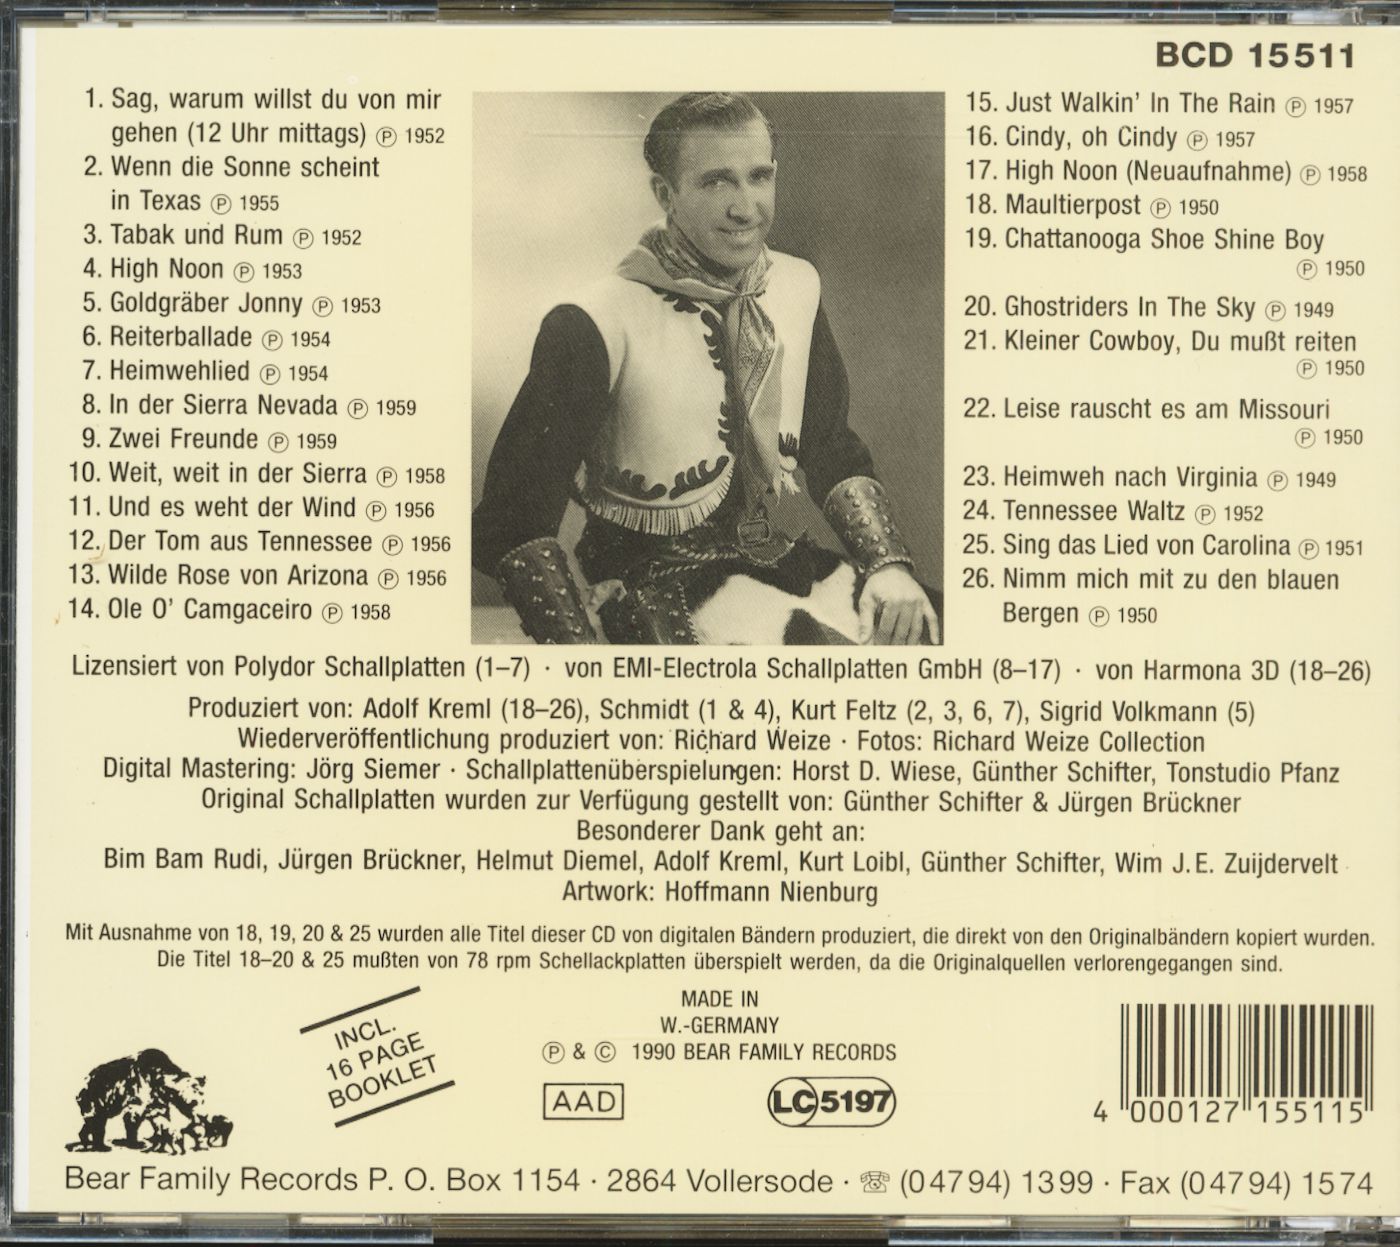 BCD 15511
1. Sag, warum willst du von mir
gehen (12 Uhr mittags) Ⓟ 1952
2. Wenn die Sonne scheint
in Texas Ⓟ 1955
3. Tabak und Rum Ⓟ 1952
4. High Noon Ⓟ 1953
5. Goldgräber Jonny Ⓟ 1953
6. Reiterballade Ⓟ 1954
7. Heimwehlied Ⓟ 1954
8. In der Sierra Nevada Ⓟ 1959
9. Zwei Freunde Ⓟ 1959
10. Weit, weit in der Sierra Ⓟ 1958
11. Und es weht der Wind Ⓟ 1956
12. Der Tom aus Tennessee Ⓟ 1956
13. Wilde Rose von Arizona Ⓟ 1956
14. Ole O' Camgaceiro Ⓟ 1958
15. Just Walkin' In The Rain Ⓟ 1957
16. Cindy, oh Cindy Ⓟ 1957
17. High Noon (Neuaufnahme) Ⓟ 1958
18. Maultierpost Ⓟ 1950
19. Chattanooga Shoe Shine Boy
Ⓟ 1950
20. Ghostriders In The Sky Ⓟ 1949
21. Kleiner Cowboy, Du mußt reiten
Ⓟ 1950
22. Leise rauscht es am Missouri
Ⓟ 1950
23. Heimweh nach Virginia Ⓟ 1949
24. Tennessee Waltz Ⓟ 1952
25. Sing das Lied von Carolina Ⓟ 1951
26. Nimm mich mit zu den blauen
Bergen Ⓟ 1950
Lizensiert von Polydor Schallplatten (1–7) · von EMI-Electrola Schallplatten GmbH (8–17) · von Harmona 3D (18–26)
Produziert von: Adolf Kreml (18–26), Schmidt (1 & 4), Kurt Feltz (2, 3, 6, 7), Sigrid Volkmann (5)
Wiederveröffentlichung produziert von: Richard Weize · Fotos: Richard Weize Collection
Digital Mastering: Jörg Siemer · Schallplattenüberspielungen: Horst D. Wiese, Günther Schifter, Tonstudio Pfanz
Original Schallplatten wurden zur Verfügung gestellt von: Günther Schifter & Jürgen Brückner
Besonderer Dank geht an:
Bim Bam Rudi, Jürgen Brückner, Helmut Diemel, Adolf Kreml, Kurt Loibl, Günther Schifter, Wim J. E. Zuijdervelt
Artwork: Hoffmann Nienburg
Mit Ausnahme von 18, 19, 20 & 25 wurden alle Titel dieser CD von digitalen Bändern produziert, die direkt von den Originalbändern kopiert wurden.
Die Titel 18–20 & 25 mußten von 78 rpm Schellackplatten überspielt werden, da die Originalquellen verlorengegangen sind.
INCL.
16 PAGE
BOOKLET
MADE IN
W.-GERMANY
Ⓟ & © 1990 BEAR FAMILY RECORDS
AAD
LC 5197
4 000127 155115
Bear Family Records P. O. Box 1154 · 2864 Vollersode · ☏ (04794) 1399 · Fax (04794) 1574